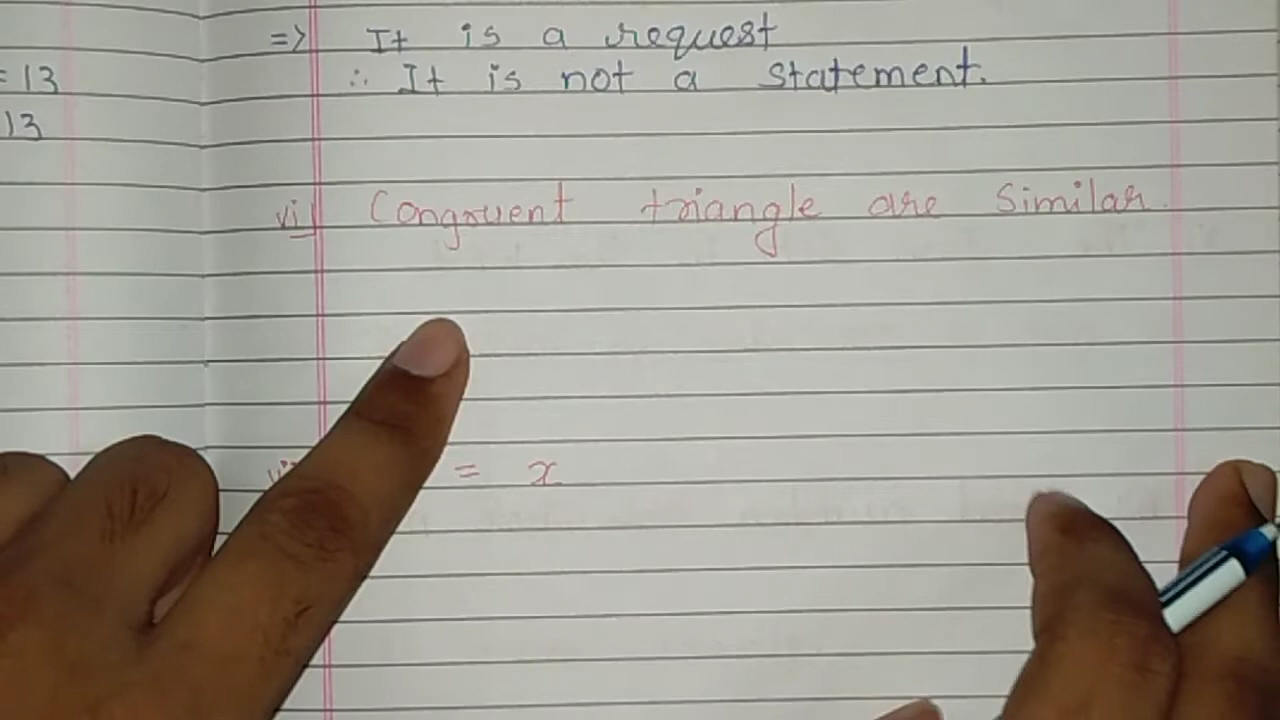 = 13
13
=> It is a request
∴ It is not a statement.
vi) Congruent triangle are similar.
= x